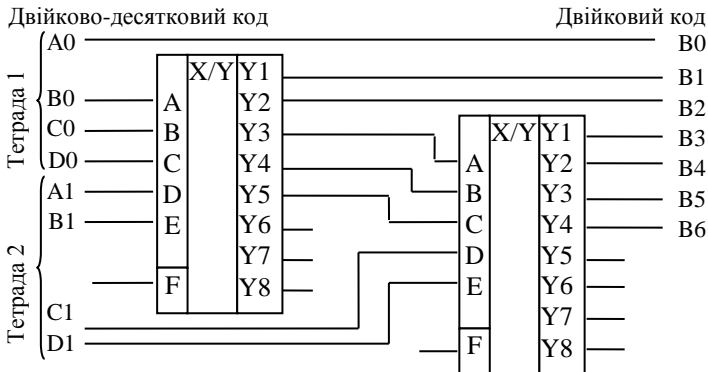 Двійково-десятковий код Двійковий код
Тетрада 1
A0
B0
C0
D0
Тетрада 2
A1
B1
C1
D1
X/Y
A
B
C
D
E
F
Y1
Y2
Y3
Y4
Y5
Y6
Y7
Y8
X/Y
A
B
C
D
E
F
Y1
Y2
Y3
Y4
Y5
Y6
Y7
Y8
B0
B1
B2
B3
B4
B5
B6